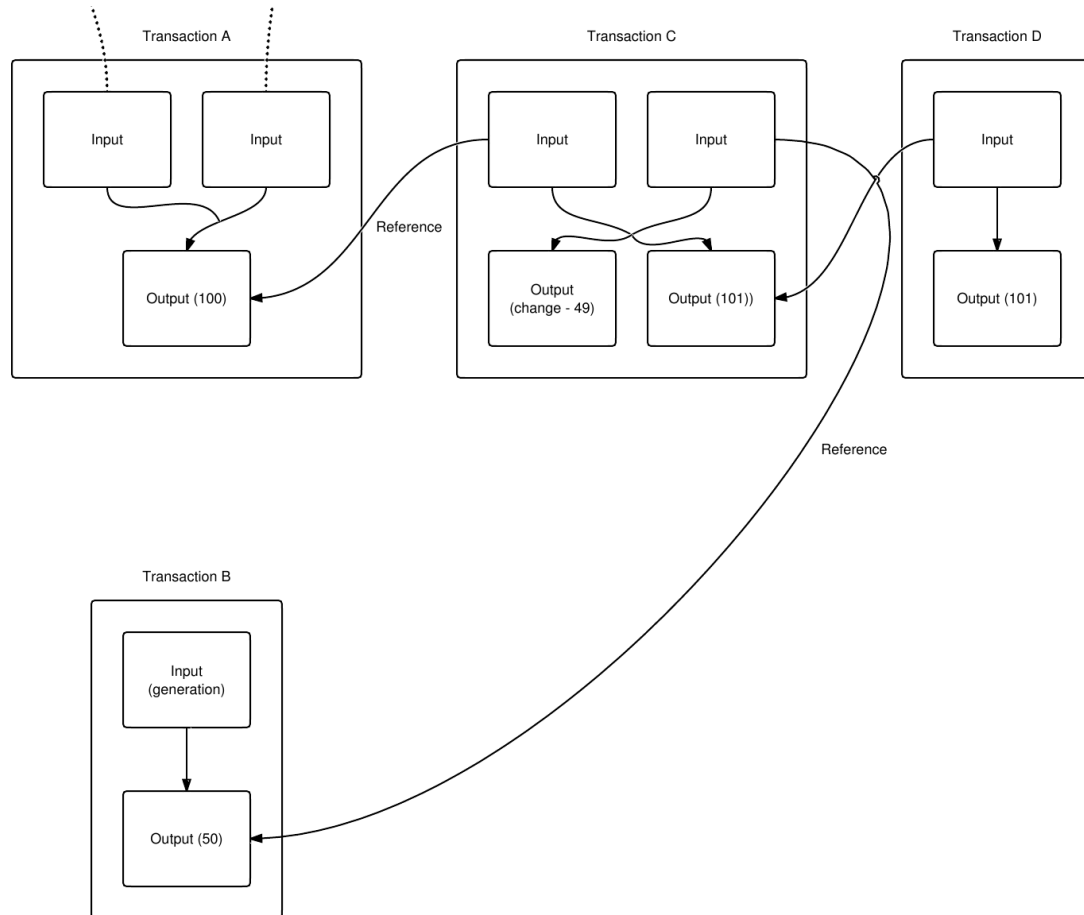 Transaction A
Transaction C
Transaction D
Input
Input
Input
Input
Input
Reference
Output (100)
Output
(change - 49)
Output (101))
Output (101)
Reference
Transaction B
Input
(generation)
Output (50)